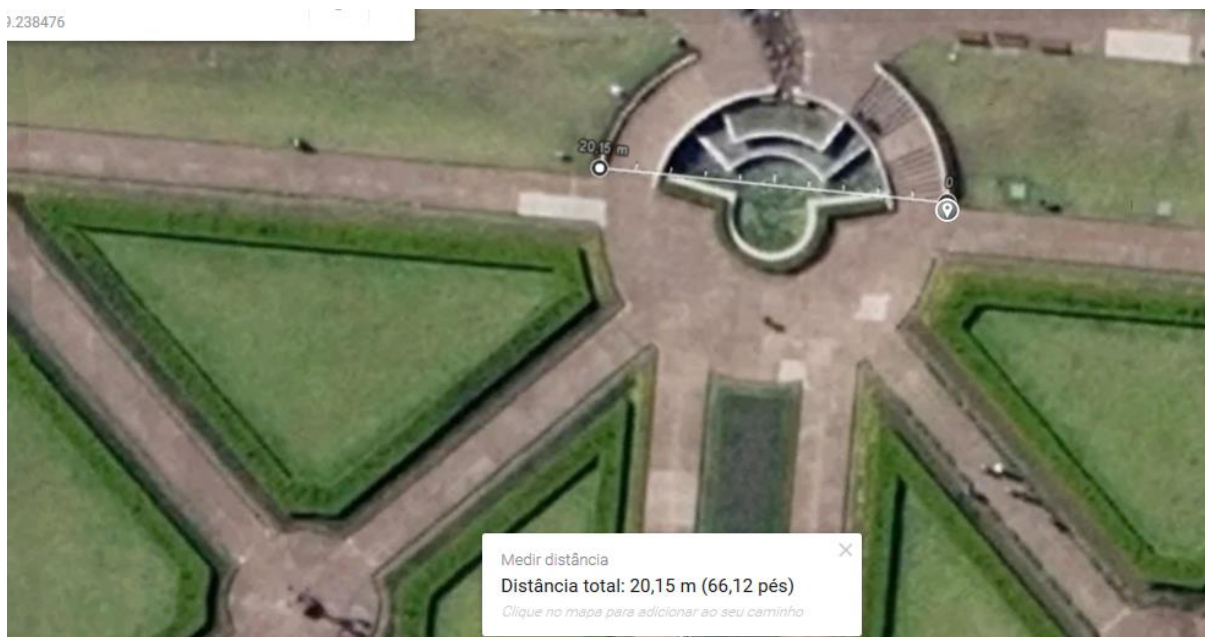 9.238476
20,15 m
0
Medir distância
Distância total: 20,15 m (66,12 pés)
Clique no mapa para adicionar ao seu caminho